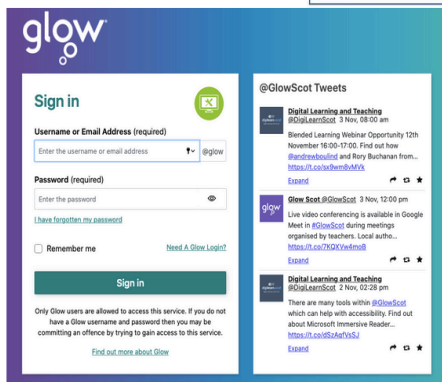 glow
Sign in
Username or Email Address (required)
Enter the username or email address
@glow
Password (required)
Enter the password
I have forgotten my password
Remember me
Need A Glow Login?
Sign in
Only Glow users are allowed to access this service. If you do not
have a Glow username and password then you may be
committing an offence by trying to gain access to this service.
Find out more about Glow
@GlowScot Tweets
Digital Learning and Teaching
@DigiLearnScot 3 Nov, 08:00 am
Blended Learning Webinar Opportunity 12th
November 16:00-17:00. Find out how
@andrewboulind and Rory Buchanan from...
https://t.co/sx9wm8vMVk
Expand
glow
Glow Scot @GlowScot 3 Nov, 12:00 pm
Live video conferencing is available in Google
Meet in #GlowScot during meetings
organised by teachers. Local autho...
https://t.co/7KQXVw4moB
Expand
Digital Learning and Teaching
@DigiLearnScot 2 Nov, 02:28 pm
There are many tools within @GlowScot
which can help with accessibility. Find out
about Microsoft Immersive Reader...
https://t.co/dSzAqfVsSJ
Expand